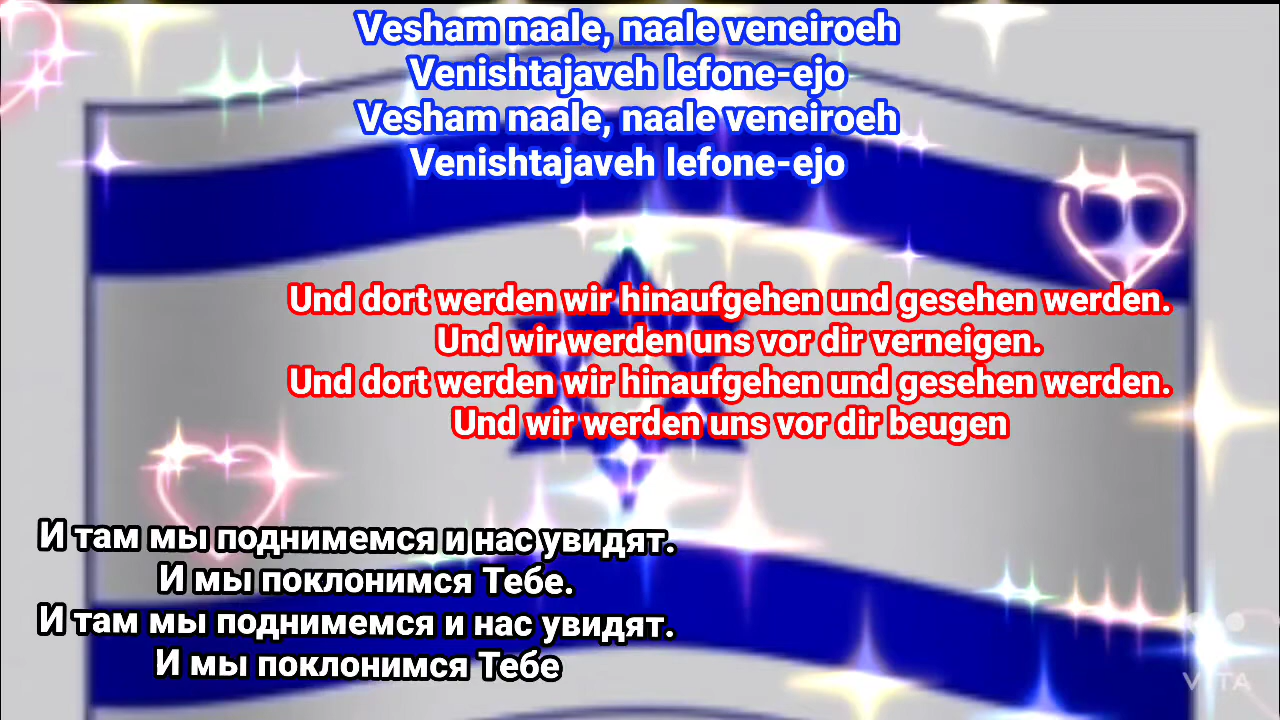 Vesham naale, naale veneiroeh
Venishtajaveh lefone-ejo
Vesham naale, naale veneiroeh
Venishtajaveh lefone-ejo
Und dort werden wir hinaufgehen und gesehen werden.
Und wir werden uns vor dir verneigen.
Und dort werden wir hinaufgehen und gesehen werden.
Und wir werden uns vor dir beugen
И там мы поднимемся и нас увидят.
И мы поклонимся Тебе.
И там мы поднимемся и нас увидят.
И мы поклонимся Тебе
VITA